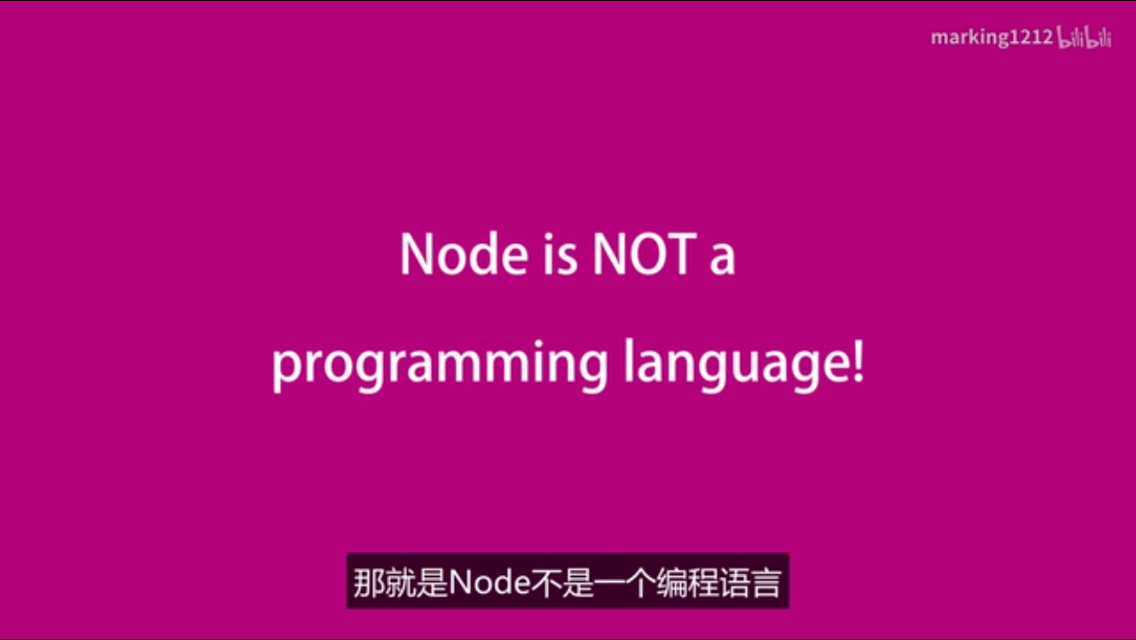 marking1212 bilibili
Node is NOT a
programming language!
那就是Node不是一个编程语言